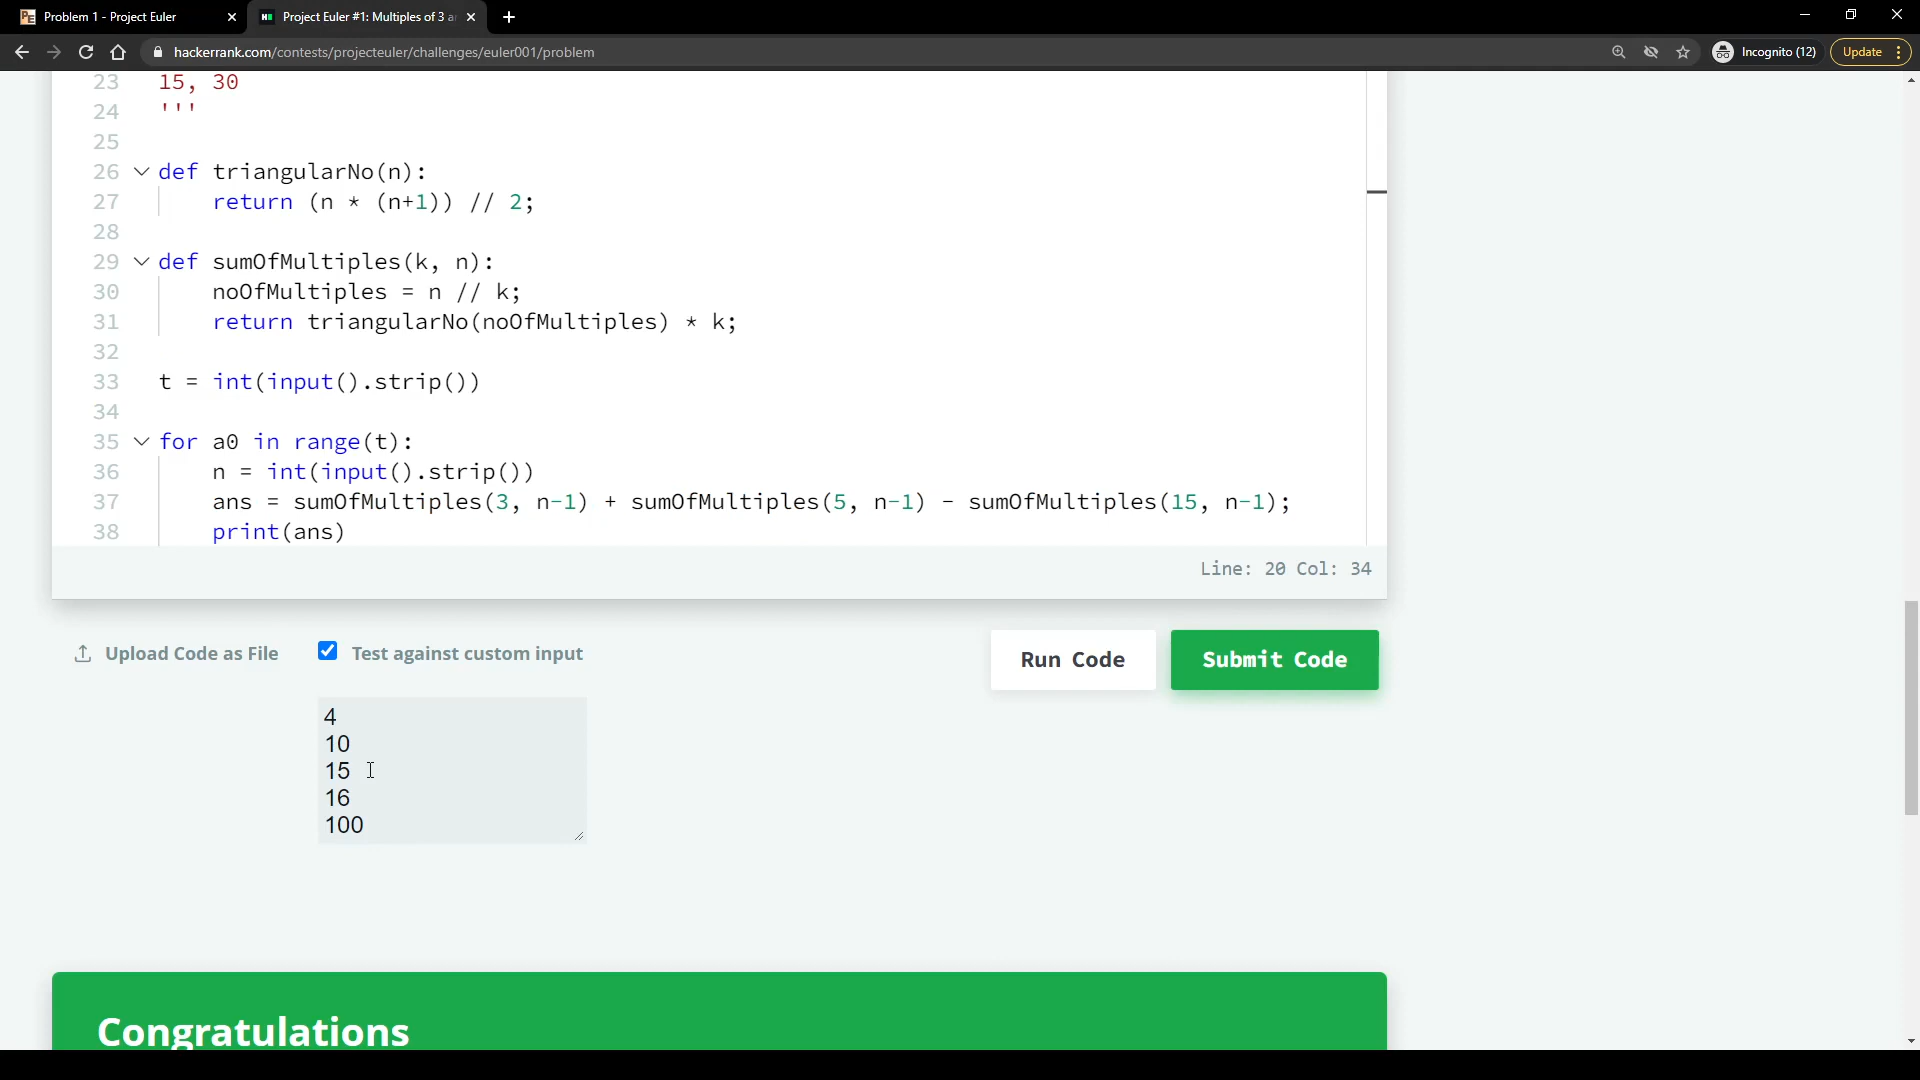 Problem 1 - Project Euler
Project Euler #1: Multiples of 3 a
hackerrank.com/contests/projecteuler/challenges/euler001/problem
Incognito (12)
Update
23 15, 30
24 '''
25
26 def triangularNo(n):
27 return (n * (n+1)) // 2;
28
29 def sumOfMultiples(k, n):
30 noOfMultiples = n // k;
31 return triangularNo(noOfMultiples) * k;
32
33 t = int(input().strip())
34
35 for a0 in range(t):
36 n = int(input().strip())
37 ans = sumOfMultiples(3, n-1) + sumOfMultiples(5, n-1) - sumOfMultiples(15, n-1);
38 print(ans)
Line: 20 Col: 34
Upload Code as File
Test against custom input
Run Code
Submit Code
4
10
15
16
100
Congratulations